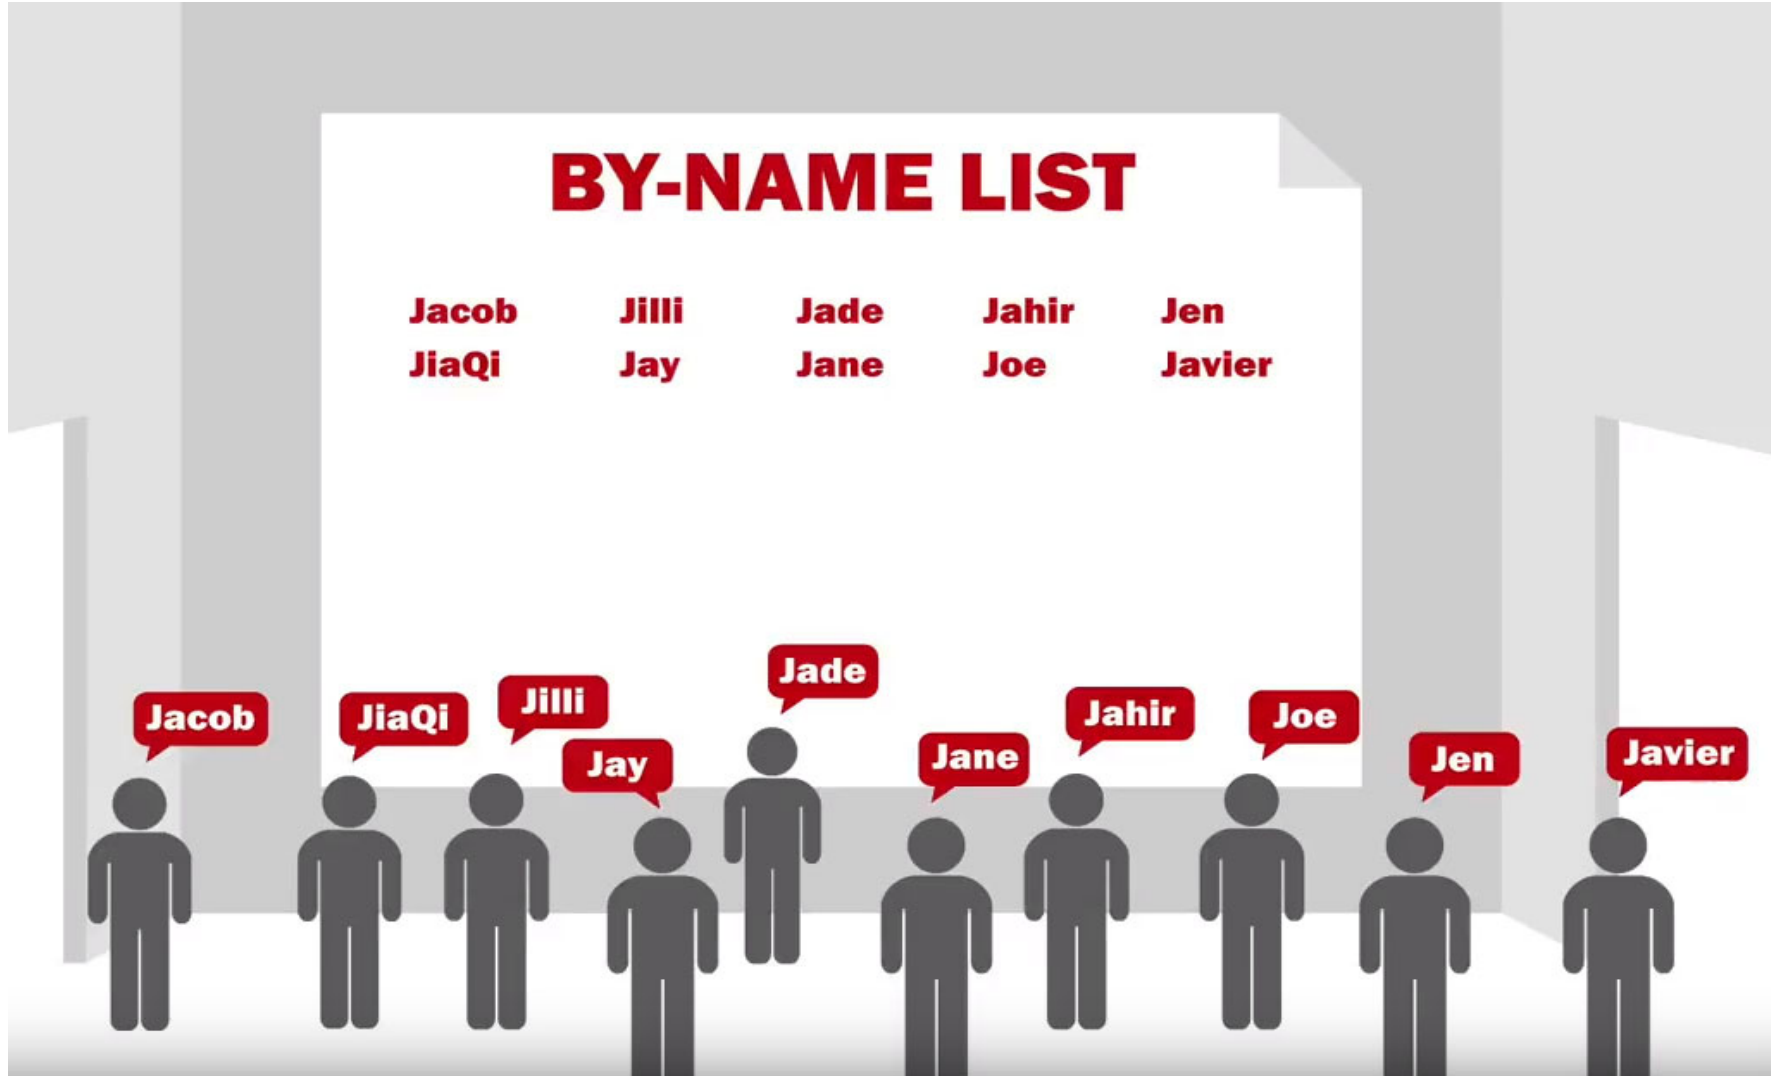 BY-NAME LIST
Jacob Jilli Jade Jahir Jen
JiaQi Jay Jane Joe Javier
Jade
Jilli
Jacob
JiaQi
Jahir
Joe
Jay
Jane
Jen
Javier